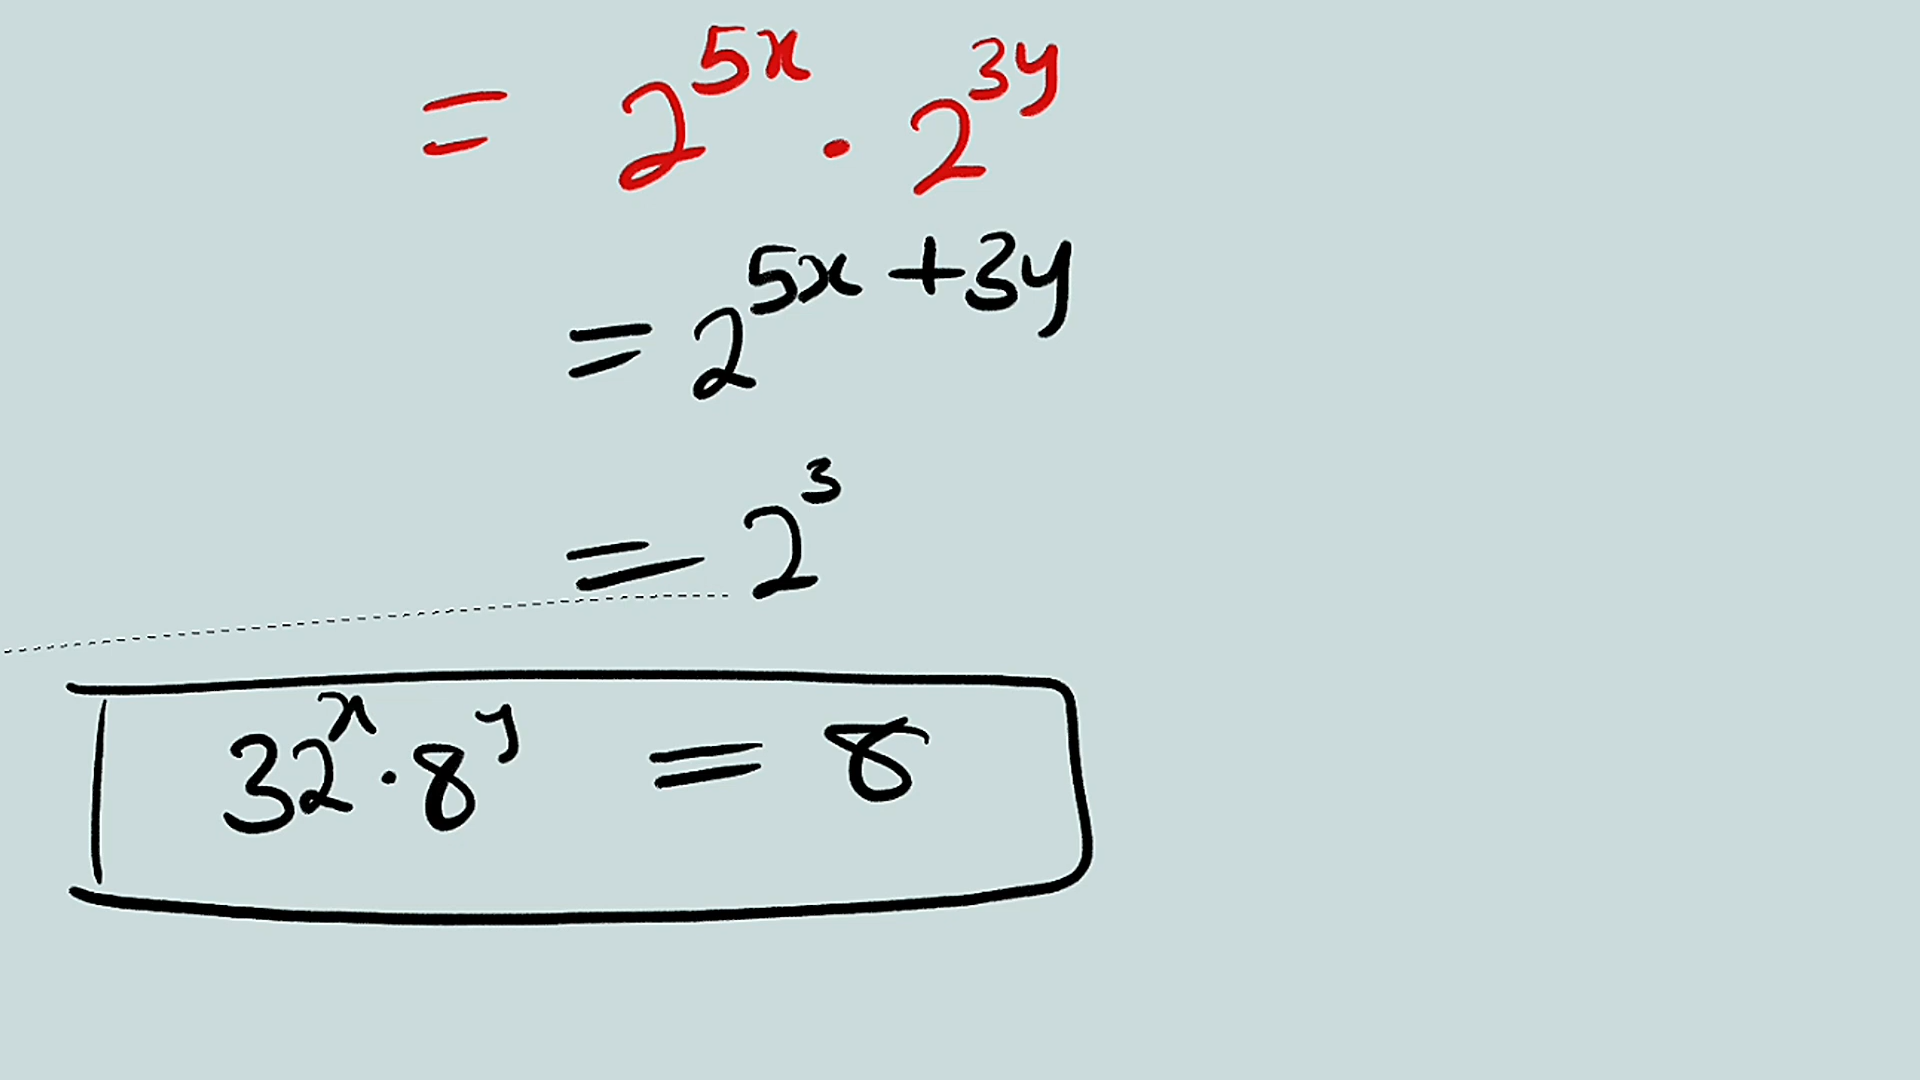 = 2^{5x} · 2^{3y}
= 2^{5x+3y}
= 2^3
32^x · 8^y = 8